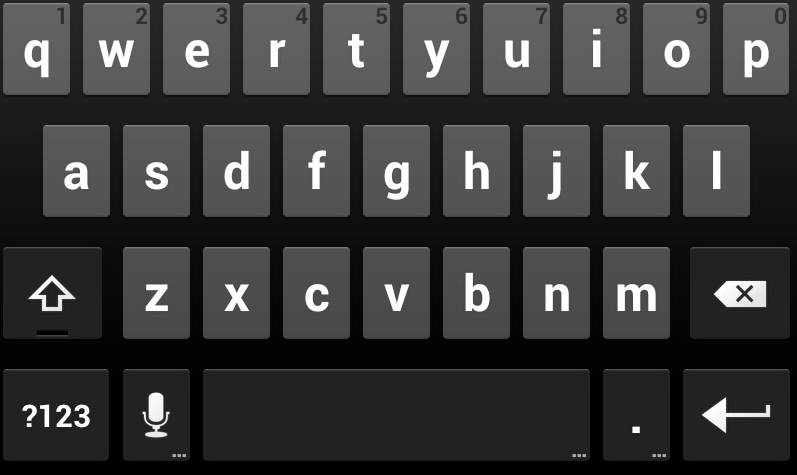 1 2 3 4 5 6 7 8 9 0
q w e r t y u i o p
a s d f g h j k l
z x c v b n m
?123 .